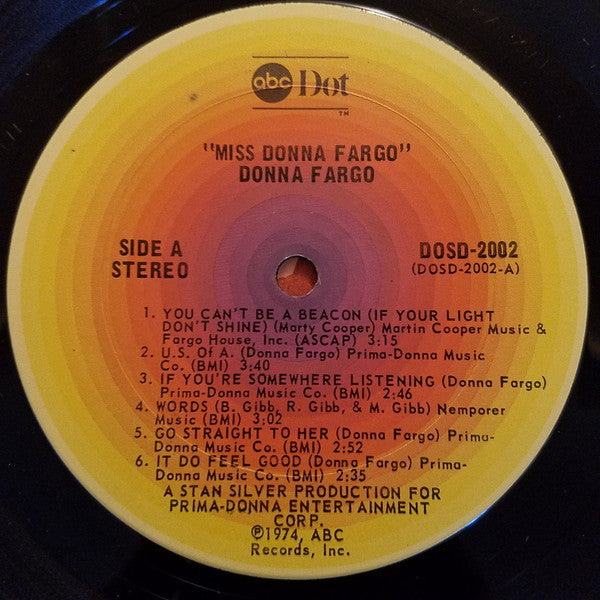 abc Dot
TM
"MISS DONNA FARGO"
DONNA FARGO
SIDE A
STEREO
DOSD-2002
(DOSD-2002-A)
1. YOU CAN'T BE A BEACON (IF YOUR LIGHT
DON'T SHINE) (Marty Cooper) Martin Cooper Music &
Fargo House, Inc. (ASCAP) 3:15
2. U.S. OF A. (Donna Fargo) Prima-Donna Music
Co. (BMI) 3:40
3. IF YOU'RE SOMEWHERE LISTENING (Donna Fargo)
Prima-Donna Music Co. (BMI) 2:46
4. WORDS (B. Gibb, R. Gibb, & M. Gibb) Nemporer
Music (BMI) 3:02
5. GO STRAIGHT TO HER (Donna Fargo) Prima-
Donna Music Co. (BMI) 2:52
6. IT DO FEEL GOOD (Donna Fargo) Prima-
Donna Music Co. (BMI) 2:35
A STAN SILVER PRODUCTION FOR
PRIMA-DONNA ENTERTAINMENT
CORP.
℗1974, ABC
Records, Inc.